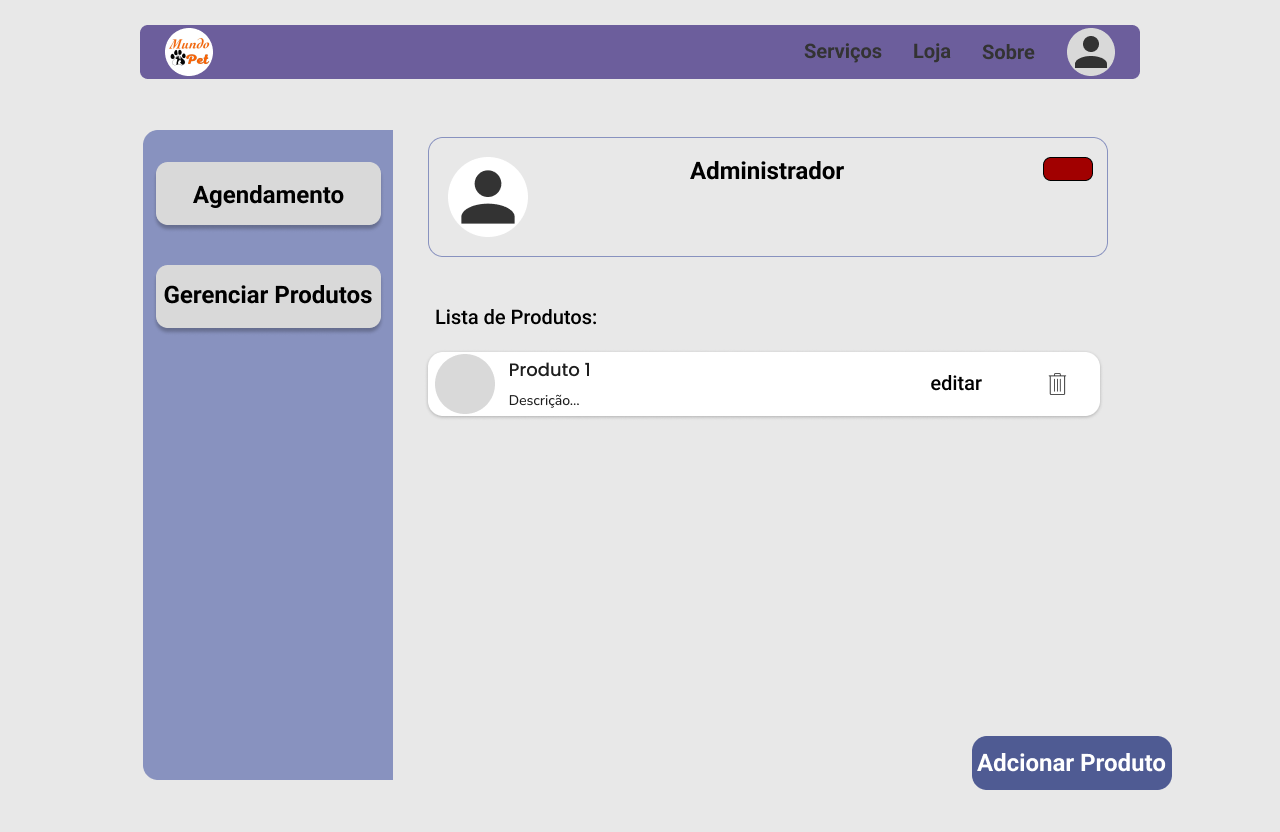 Mundo
Pet
Serviços
Loja
Sobre
Agendamento
Gerenciar Produtos
Administrador
Lista de Produtos:
Produto 1
Descrição...
editar
Adcionar Produto